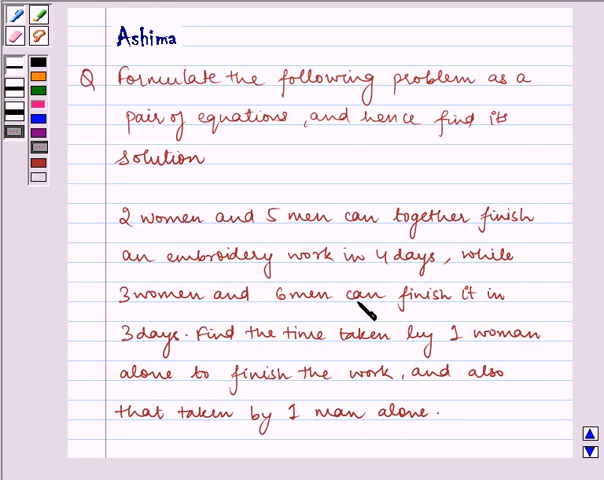 Ashima
Q Formulate the following problem as a
pair of equations, and hence find its
solution
2 women and 5 men can together finish
an embroidery work in 4 days, while
3 women and 6 men can finish it in
3 days. Find the time taken by 1 woman
alone to finish the work, and also
that taken by 1 man alone.